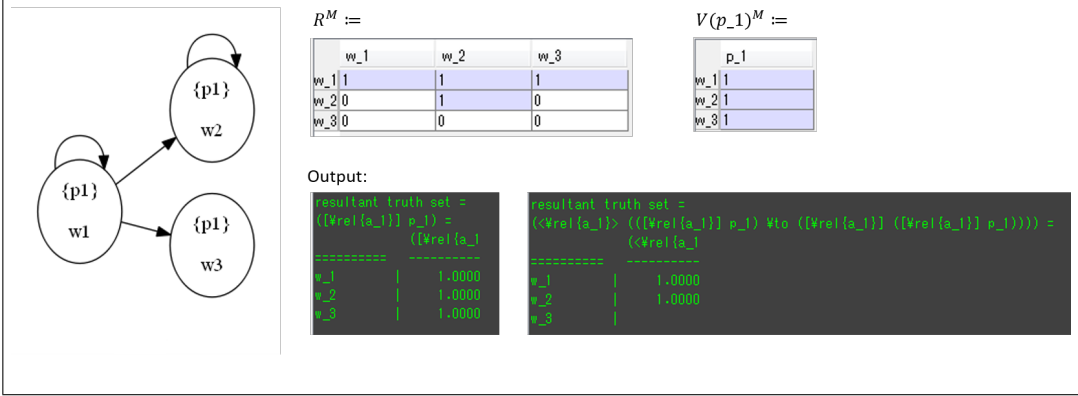 {p1}
w2
{p1}
w1
{p1}
w3
R^M :=
w_1 w_2 w_3
w_1 1 1 1
w_2 0 1 0
w_3 0 0 0
V(p_1)^M :=
p_1
w_1 1
w_2 1
w_3 1
Output:
resultant truth set =
([¥rel{a_1}] p_1) =
([¥rel{a_1
========== ----------
w_1 | 1.0000
w_2 | 1.0000
w_3 | 1.0000
resultant truth set =
(<¥rel{a_1}> (([¥rel{a_1}] p_1) ¥to ([¥rel{a_1}] ([¥rel{a_1}] p_1)))) =
(<¥rel{a_1
========== ----------
w_1 | 1.0000
w_2 | 1.0000
w_3 |